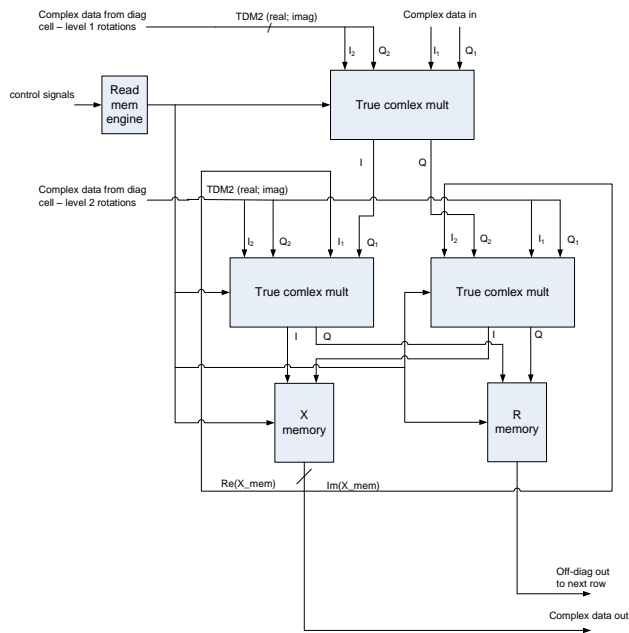 Complex data from diag
cell – level 1 rotations
TDM2 (real; imag)
Complex data in
I2
Q2
I1
Q1
control signals
Read
mem
engine
True comlex mult
I
Q
Complex data from diag
cell – level 2 rotations
TDM2 (real; imag)
I2
Q2
I1
Q1
I2
Q2
I1
Q1
True comlex mult
True comlex mult
I
Q
I
Q
X
memory
R
memory
Re(X_mem)
Im(X_mem)
Off-diag out
to next row
Complex data out